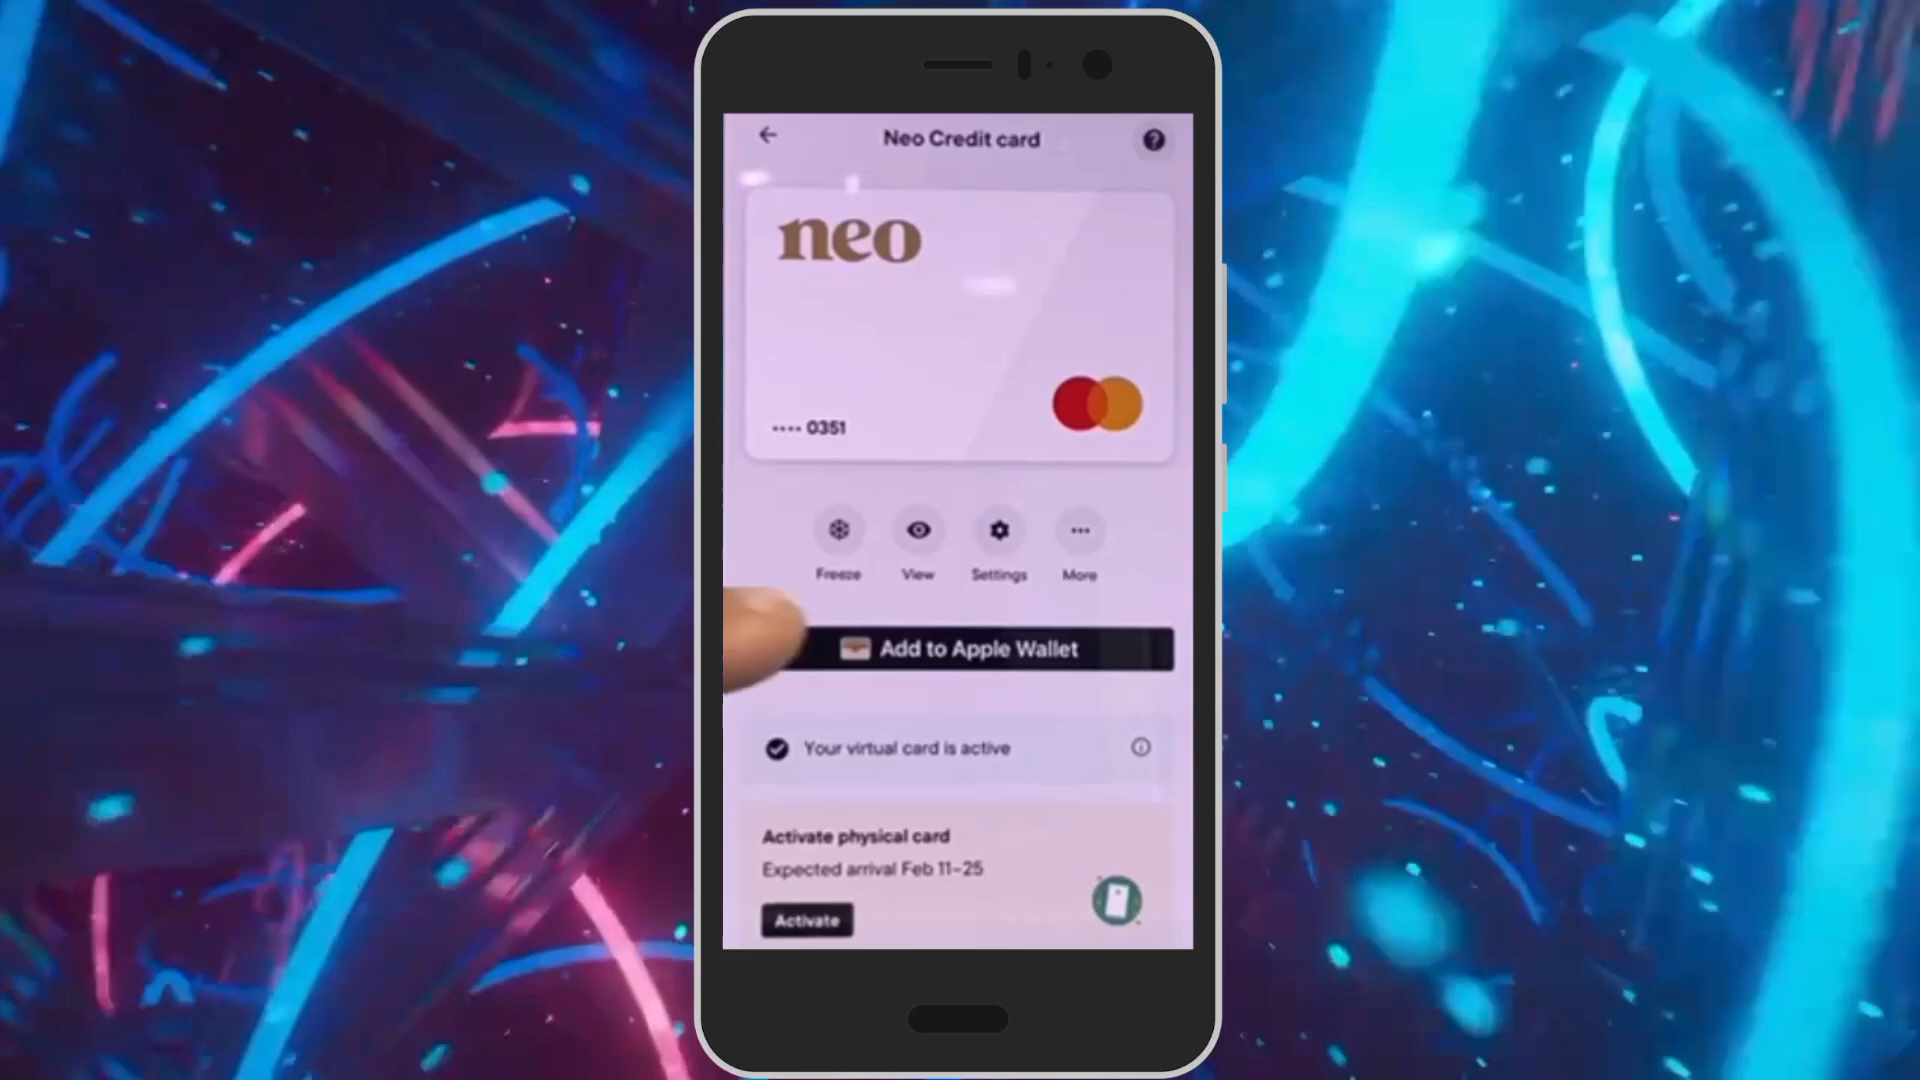 Neo Credit card
neo
•••• 0351
Freeze
View
Settings
More
Add to Apple Wallet
Your virtual card is active
Activate physical card
Expected arrival Feb 11–25
Activate